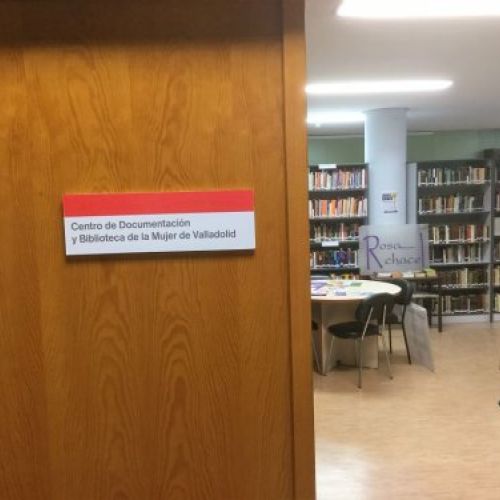 Centro de Documentación
y Biblioteca de la Mujer de Valladolid
Rosa
chacel